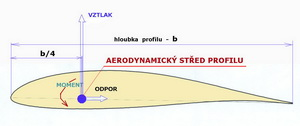 VZTLAK
hloubka profilu - b
b/4
AERODYNAMICKÝ STŘED PROFILU
MOMENT
ODPOR